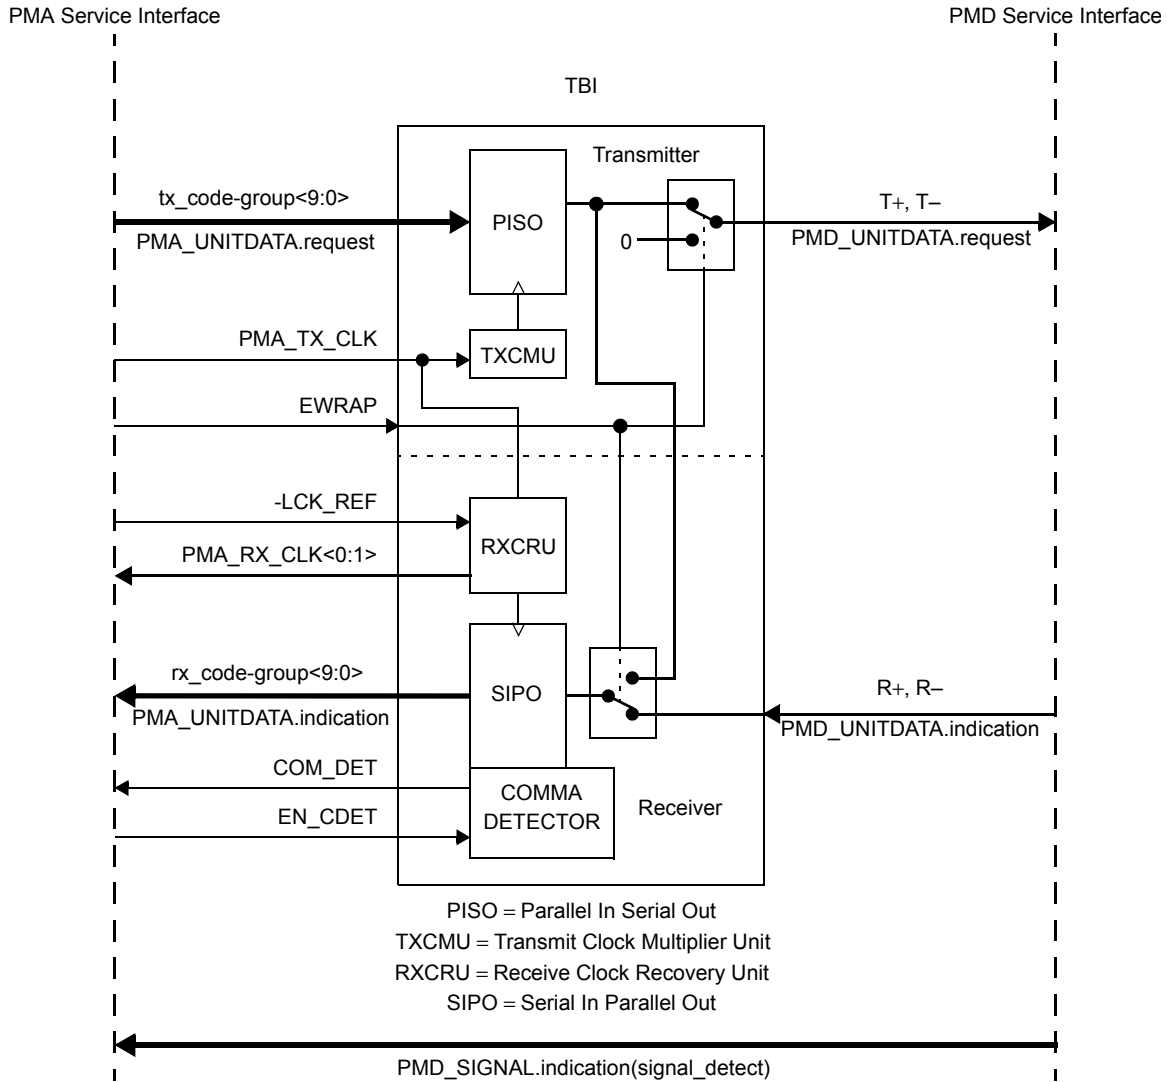 PMA Service Interface
PMD Service Interface
TBI
Transmitter
tx_code-group<9:0>
PMA_UNITDATA.request
PISO
0
T+, T–
PMD_UNITDATA.request
PMA_TX_CLK
TXCMU
EWRAP
-LCK_REF
RXCRU
PMA_RX_CLK<0:1>
rx_code-group<9:0>
PMA_UNITDATA.indication
SIPO
R+, R–
PMD_UNITDATA.indication
COM_DET
EN_CDET
COMMA
DETECTOR
Receiver
PISO = Parallel In Serial Out
TXCMU = Transmit Clock Multiplier Unit
RXCRU = Receive Clock Recovery Unit
SIPO = Serial In Parallel Out
PMD_SIGNAL.indication(signal_detect)